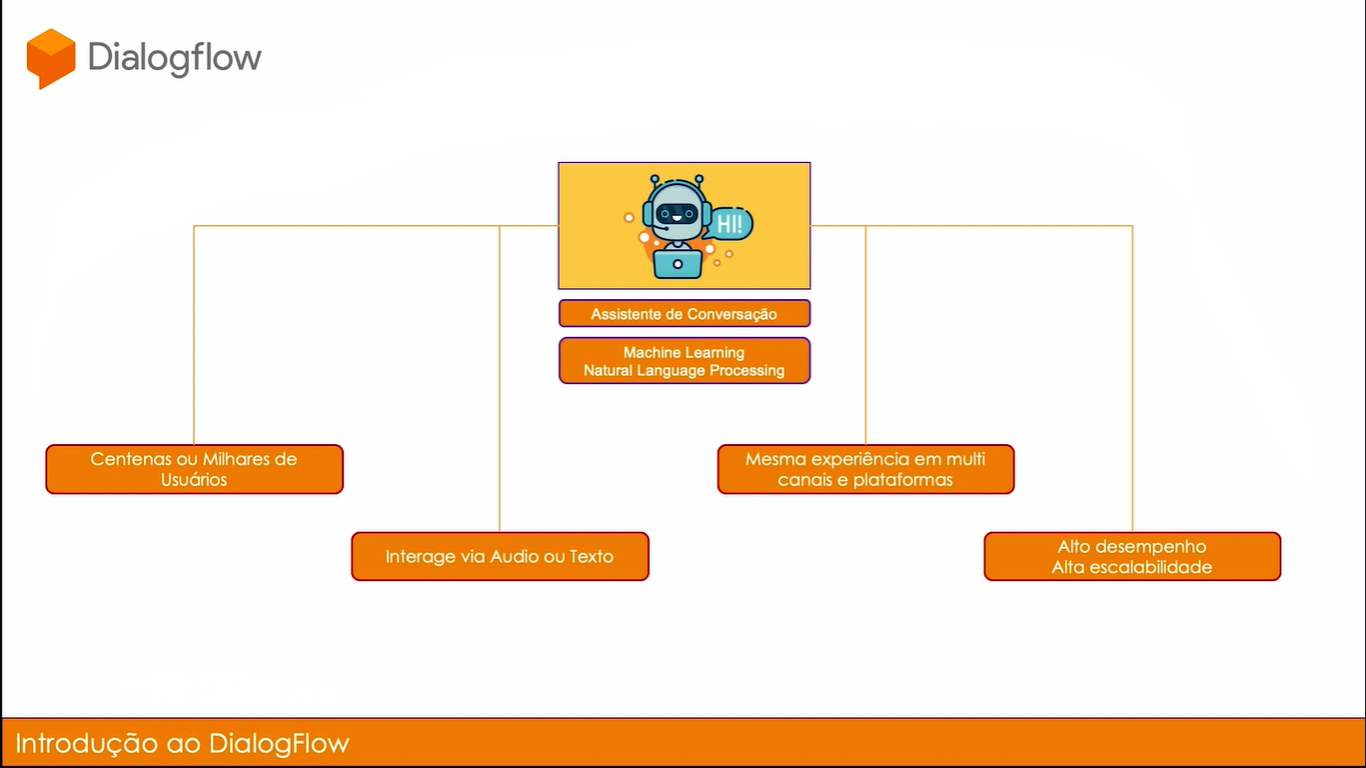 Dialogflow
HI!
Assistente de Conversação
Machine Learning
Natural Language Processing
Centenas ou Milhares de
Usuários
Interage via Audio ou Texto
Mesma experiência em multi
canais e plataformas
Alto desempenho
Alta escalabilidade
Introdução ao DialogFlow